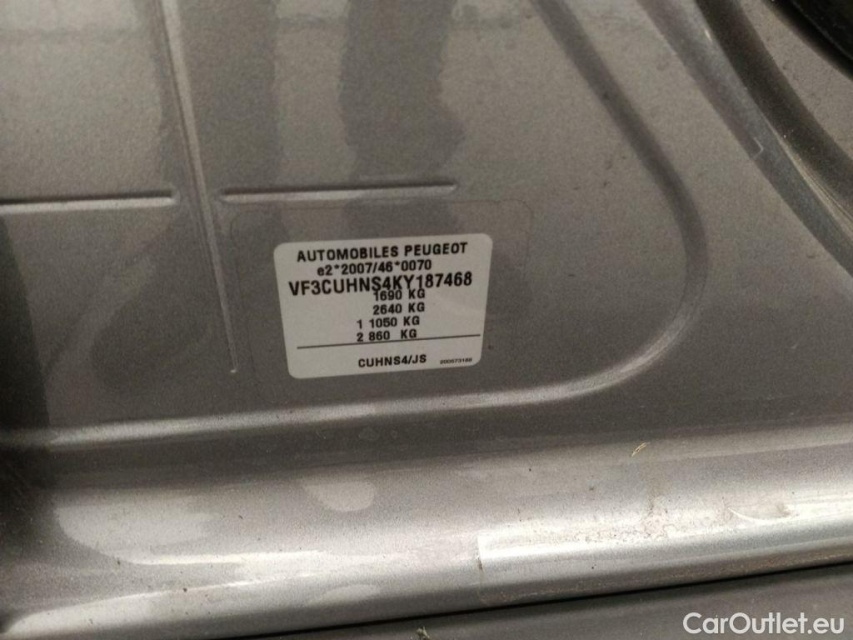 AUTOMOBILES PEUGEOT
e2*2007/46*0070
VF3CUHNS4KY187468
1690 KG
2640 KG
1 1050 KG
2 860 KG
CUHNS4/JS
CarOutlet.eu